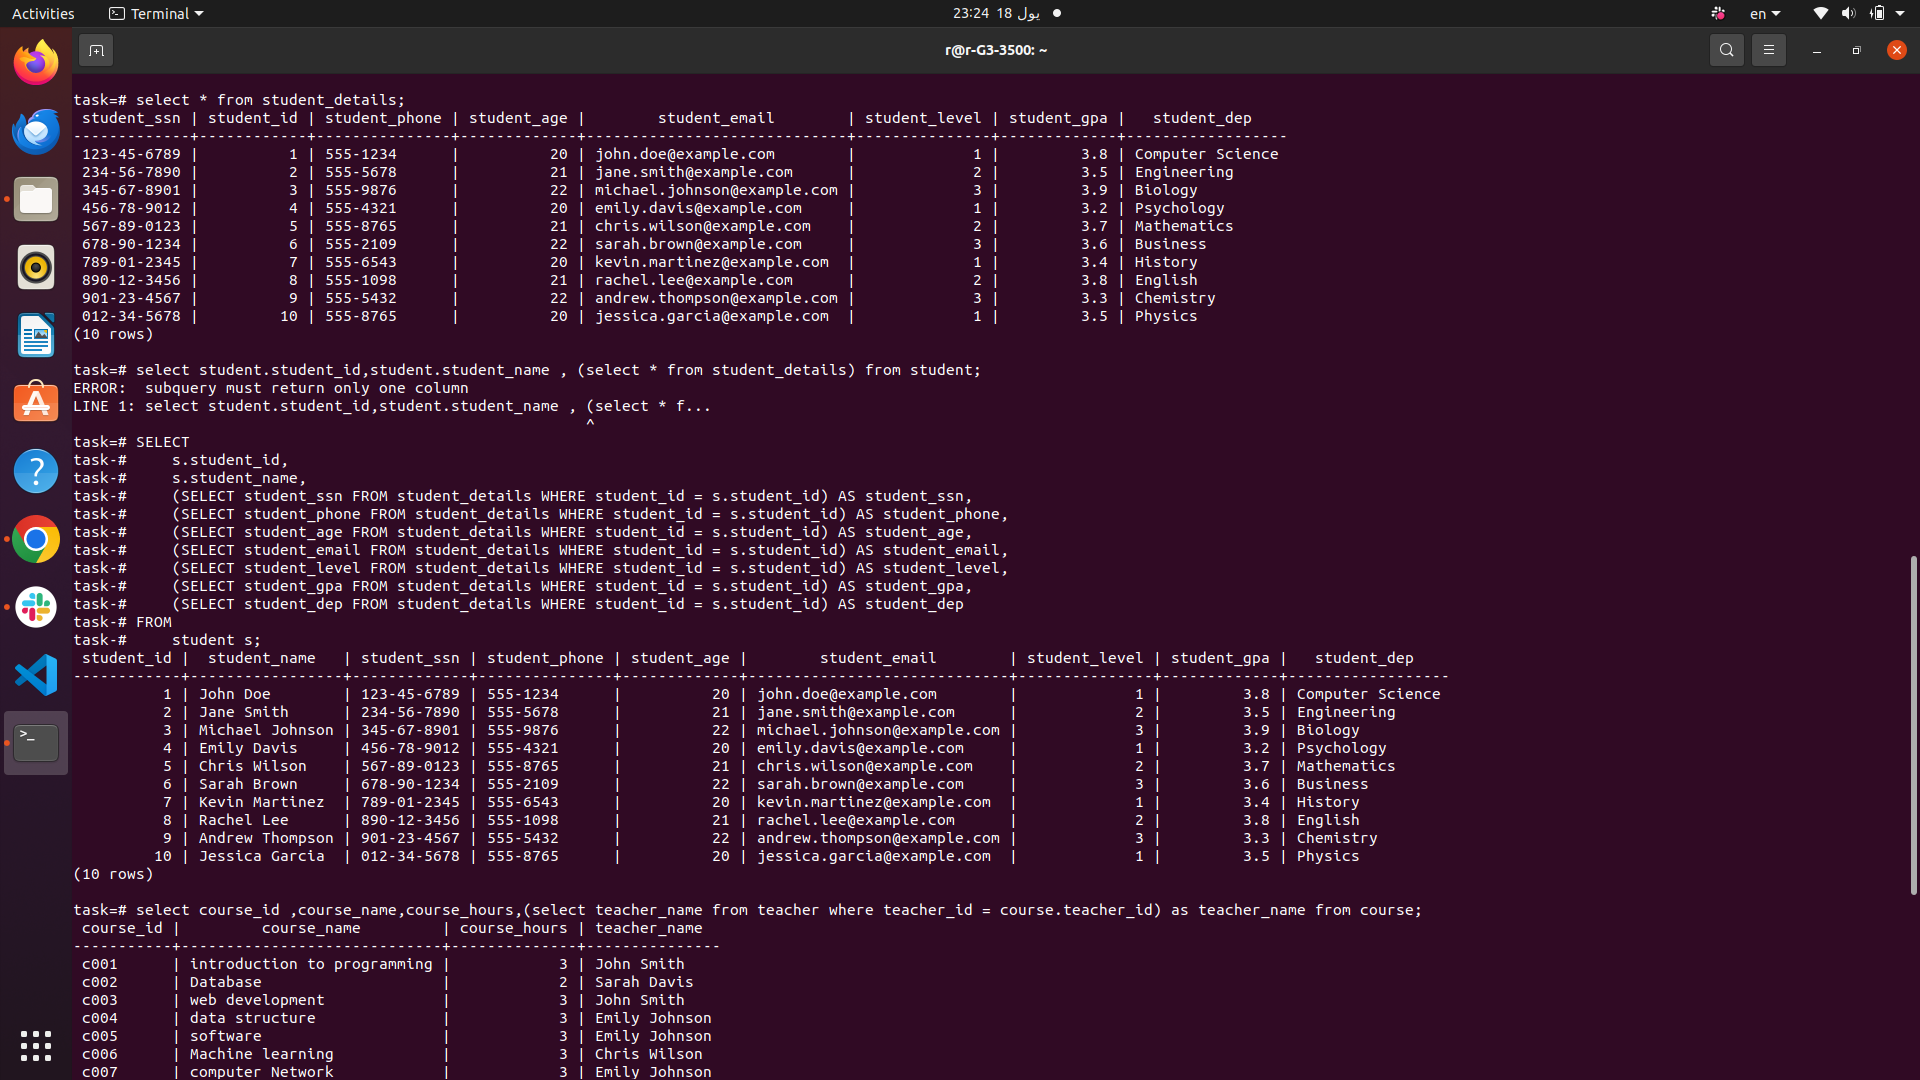 Activities
Terminal
23:24 18 يول
en
r@r-G3-3500: ~
task=# select * from student_details;
 student_ssn | student_id | student_phone | student_age |        student_email        | student_level | student_gpa |   student_dep
-------------+------------+---------------+-------------+-----------------------------+---------------+-------------+------------------
 123-45-6789 |          1 | 555-1234      |          20 | john.doe@example.com        |             1 |         3.8 | Computer Science
 234-56-7890 |          2 | 555-5678      |          21 | jane.smith@example.com      |             2 |         3.5 | Engineering
 345-67-8901 |          3 | 555-9876      |          22 | michael.johnson@example.com |             3 |         3.9 | Biology
 456-78-9012 |          4 | 555-4321      |          20 | emily.davis@example.com     |             1 |         3.2 | Psychology
 567-89-0123 |          5 | 555-8765      |          21 | chris.wilson@example.com    |             2 |         3.7 | Mathematics
 678-90-1234 |          6 | 555-2109      |          22 | sarah.brown@example.com     |             3 |         3.6 | Business
 789-01-2345 |          7 | 555-6543      |          20 | kevin.martinez@example.com  |             1 |         3.4 | History
 890-12-3456 |          8 | 555-1098      |          21 | rachel.lee@example.com      |             2 |         3.8 | English
 901-23-4567 |          9 | 555-5432      |          22 | andrew.thompson@example.com |             3 |         3.3 | Chemistry
 012-34-5678 |         10 | 555-8765      |          20 | jessica.garcia@example.com  |             1 |         3.5 | Physics
(10 rows)
task=# select student.student_id,student.student_name , (select * from student_details) from student;
ERROR:  subquery must return only one column
LINE 1: select student.student_id,student.student_name , (select * f...
                                                         ^
task=# SELECT
task-#     s.student_id,
task-#     s.student_name,
task-#     (SELECT student_ssn FROM student_details WHERE student_id = s.student_id) AS student_ssn,
task-#     (SELECT student_phone FROM student_details WHERE student_id = s.student_id) AS student_phone,
task-#     (SELECT student_age FROM student_details WHERE student_id = s.student_id) AS student_age,
task-#     (SELECT student_email FROM student_details WHERE student_id = s.student_id) AS student_email,
task-#     (SELECT student_level FROM student_details WHERE student_id = s.student_id) AS student_level,
task-#     (SELECT student_gpa FROM student_details WHERE student_id = s.student_id) AS student_gpa,
task-#     (SELECT student_dep FROM student_details WHERE student_id = s.student_id) AS student_dep
task-# FROM
task-#     student s;
 student_id |  student_name   | student_ssn | student_phone | student_age |        student_email        | student_level | student_gpa |   student_dep
------------+-----------------+-------------+---------------+-------------+-----------------------------+---------------+-------------+------------------
          1 | John Doe        | 123-45-6789 | 555-1234      |          20 | john.doe@example.com        |             1 |         3.8 | Computer Science
          2 | Jane Smith      | 234-56-7890 | 555-5678      |          21 | jane.smith@example.com      |             2 |         3.5 | Engineering
          3 | Michael Johnson | 345-67-8901 | 555-9876      |          22 | michael.johnson@example.com |             3 |         3.9 | Biology
          4 | Emily Davis     | 456-78-9012 | 555-4321      |          20 | emily.davis@example.com     |             1 |         3.2 | Psychology
          5 | Chris Wilson    | 567-89-0123 | 555-8765      |          21 | chris.wilson@example.com    |             2 |         3.7 | Mathematics
          6 | Sarah Brown     | 678-90-1234 | 555-2109      |          22 | sarah.brown@example.com     |             3 |         3.6 | Business
          7 | Kevin Martinez  | 789-01-2345 | 555-6543      |          20 | kevin.martinez@example.com  |             1 |         3.4 | History
          8 | Rachel Lee      | 890-12-3456 | 555-1098      |          21 | rachel.lee@example.com      |             2 |         3.8 | English
          9 | Andrew Thompson | 901-23-4567 | 555-5432      |          22 | andrew.thompson@example.com |             3 |         3.3 | Chemistry
         10 | Jessica Garcia  | 012-34-5678 | 555-8765      |          20 | jessica.garcia@example.com  |             1 |         3.5 | Physics
(10 rows)
task=# select course_id ,course_name,course_hours,(select teacher_name from teacher where teacher_id = course.teacher_id) as teacher_name from course;
 course_id |         course_name         | course_hours | teacher_name
-----------+-----------------------------+--------------+---------------
 c001      | introduction to programming |            3 | John Smith
 c002      | Database                    |            2 | Sarah Davis
 c003      | web development             |            3 | John Smith
 c004      | data structure              |            3 | Emily Johnson
 c005      | software                    |            3 | Emily Johnson
 c006      | Machine learning            |            3 | Chris Wilson
 c007      | computer Network            |            3 | Emily Johnson